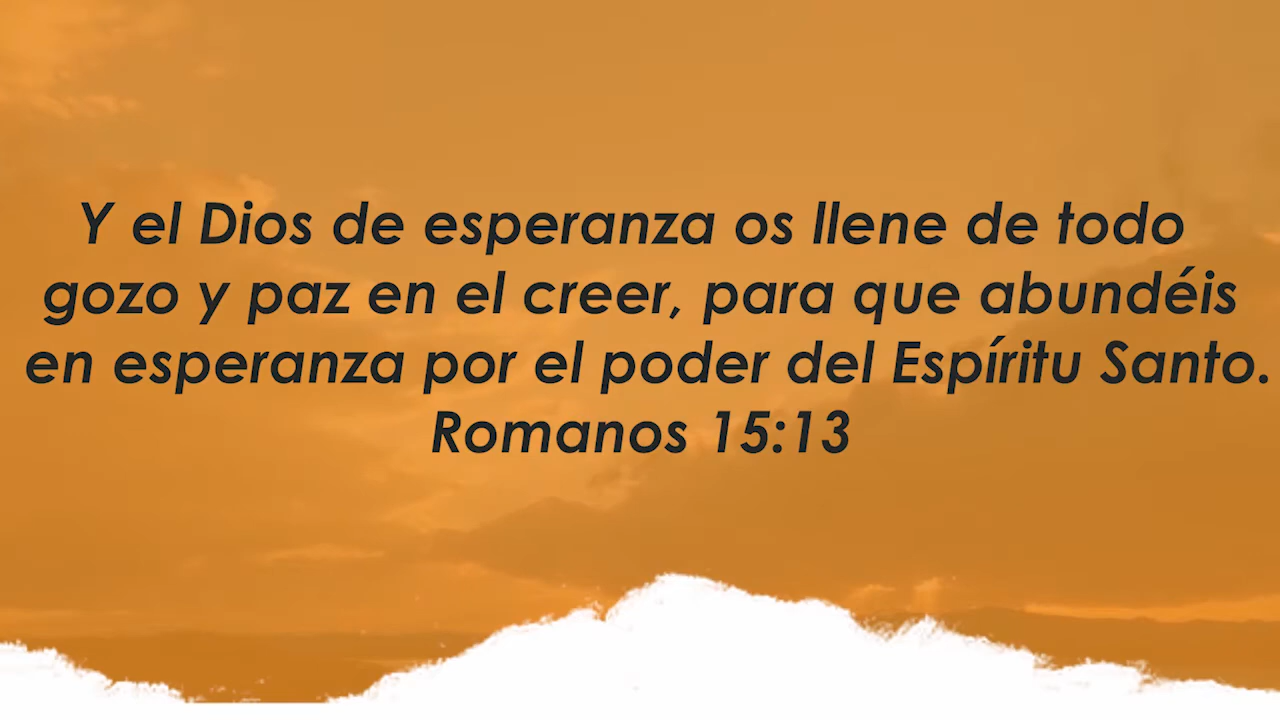 Y el Dios de esperanza os llene de todo
gozo y paz en el creer, para que abundéis
en esperanza por el poder del Espíritu Santo.
Romanos 15:13